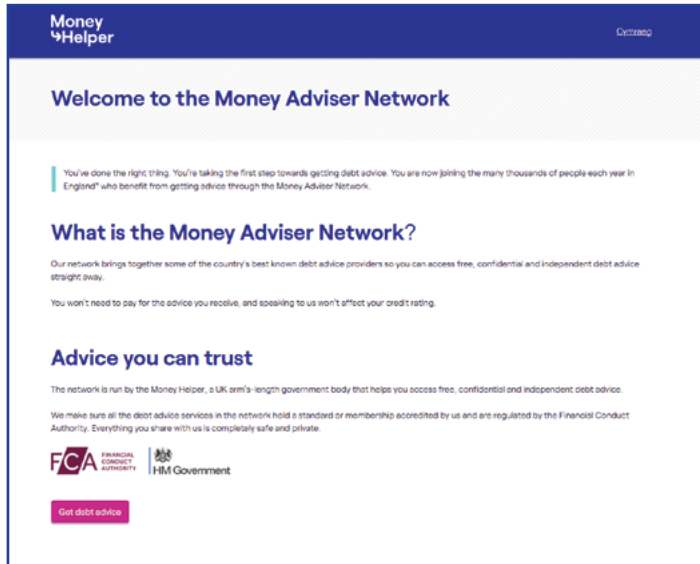 Money
Helper
Cymraeg
Welcome to the Money Adviser Network
You've done the right thing. You're taking the first step towards getting debt advice. You are now joining the many thousands of people each year in
England* who benefit from getting advice through the Money Adviser Network.
What is the Money Adviser Network?
Our network brings together some of the country's best known debt advice providers so you can access free, confidential and independent debt advice
straight away.
You won't need to pay for the advice you receive, and speaking to us won't affect your credit rating.
Advice you can trust
The network is run by the Money Helper, a UK arm's-length government body that helps you access free, confidential and independent debt advice.
We make sure all the debt advice services in the network hold a standard or membership accredited by us and are regulated by the Financial Conduct
Authority. Everything you share with us is completely safe and private.
FCA FINANCIAL CONDUCT AUTHORITY
HM Government
Get debt advice